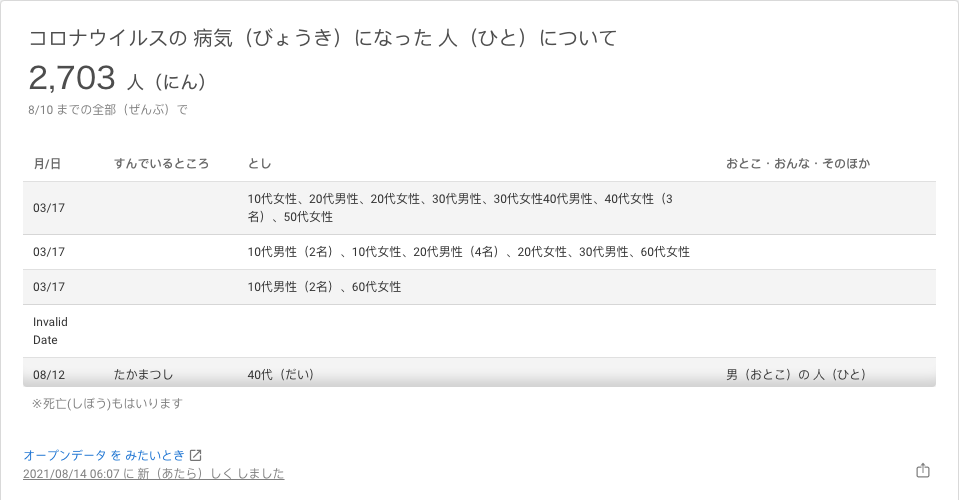 コロナウイルスの 病気（びょうき）になった 人（ひと）について
2,703 人（にん）
8/10 までの全部（ぜんぶ）で
月/日 すんでいるところ とし おとこ・おんな・そのほか
03/17 10代女性、20代男性、20代女性、30代男性、30代女性40代男性、40代女性（3
名）、50代女性
03/17 10代男性（2名）、10代女性、20代男性（4名）、20代女性、30代男性、60代女性
03/17 10代男性（2名）、60代女性
Invalid
Date
08/12 たかまつし 40代（だい） 男（おとこ）の 人（ひと）
※死亡(しぼう)もはいります
オープンデータ を みたいとき
2021/08/14 06:07 に 新（あたら）しく しました